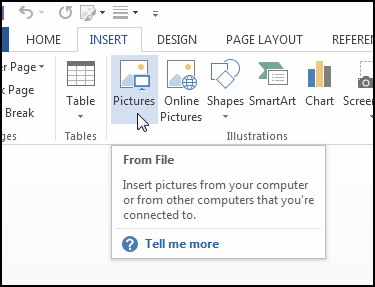 HOME INSERT DESIGN PAGE LAYOUT REFEREN
er Page
k Page
Break
ges
Table
Tables
Pictures
Online
Pictures
Shapes
SmartArt
Chart
Screen
Illustrations
From File
Insert pictures from your computer
or from other computers that you're
connected to.
Tell me more